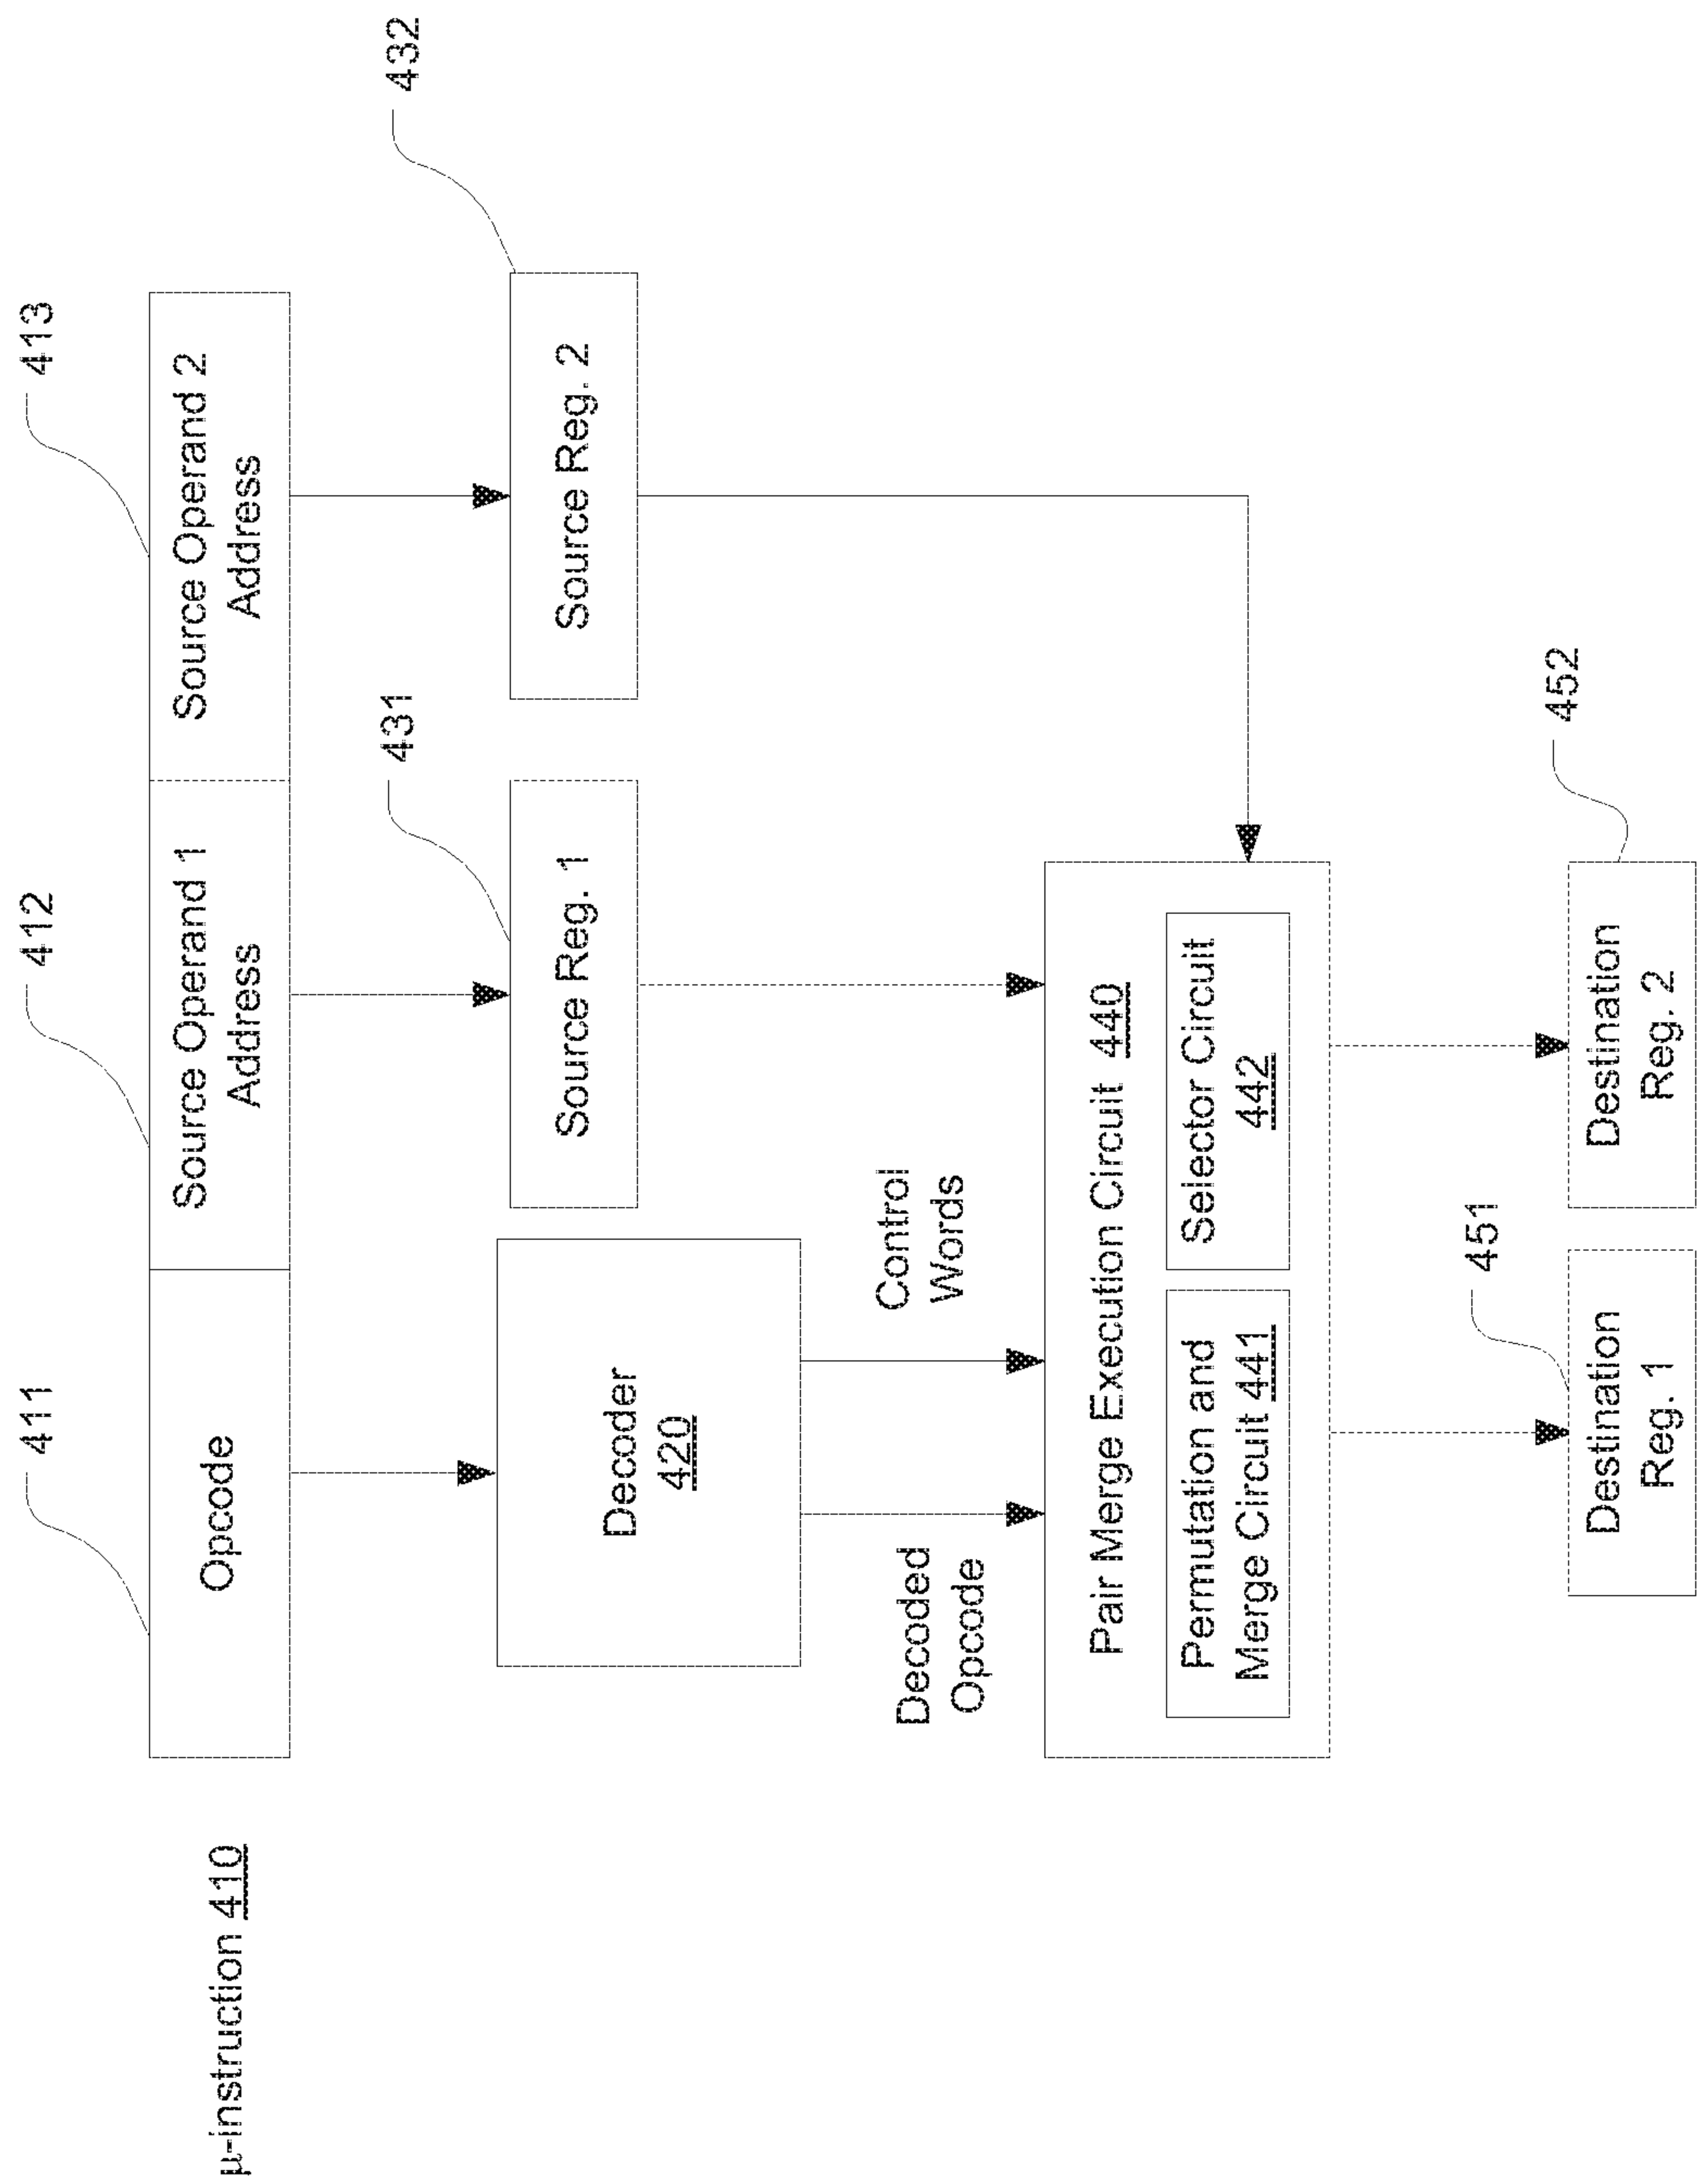 411
412
413
µ-instruction 410
Opcode
Source Operand 1
Address
Source Operand 2
Address
431
432
Decoder
420
Source Reg. 1
Source Reg. 2
Decoded
Opcode
Control
Words
Pair Merge Execution Circuit 440
Permutation and
Merge Circuit 441
Selector Circuit
442
451
452
Destination
Reg. 1
Destination
Reg. 2